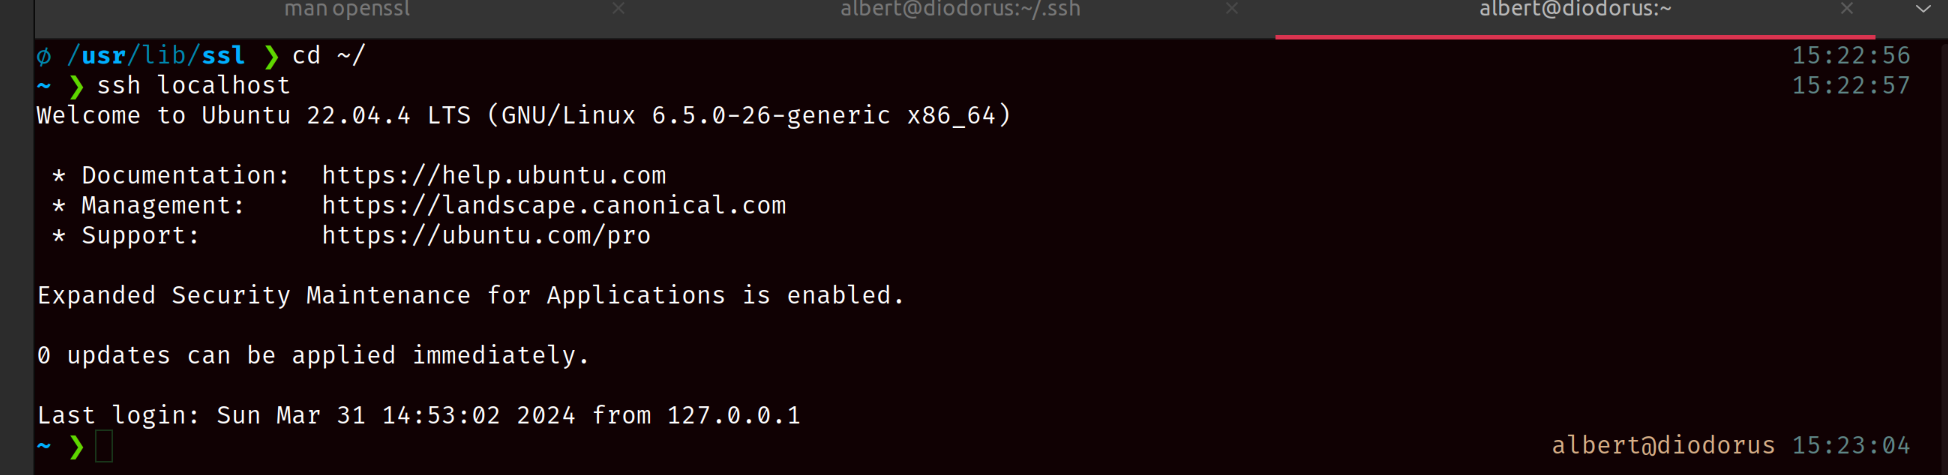 man openssl × albert@diodorus:~/.ssh × albert@diodorus:~ ×
∅ /usr/lib/ssl ❯ cd ~/ 15:22:56
~ ❯ ssh localhost 15:22:57
Welcome to Ubuntu 22.04.4 LTS (GNU/Linux 6.5.0-26-generic x86_64)
* Documentation: https://help.ubuntu.com
* Management: https://landscape.canonical.com
* Support: https://ubuntu.com/pro
Expanded Security Maintenance for Applications is enabled.
0 updates can be applied immediately.
Last login: Sun Mar 31 14:53:02 2024 from 127.0.0.1
~ ❯ albert@diodorus 15:23:04